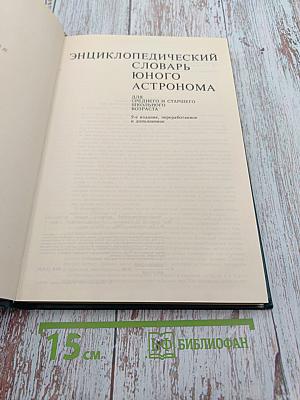 ЭНЦИКЛОПЕДИЧЕСКИЙ
СЛОВАРЬ
ЮНОГО
АСТРОНОМА
ДЛЯ
СРЕДНЕГО И СТАРШЕГО
ШКОЛЬНОГО
ВОЗРАСТА
2-е издание, переработанное
и дополненное
15 см
БИБЛИОФАН